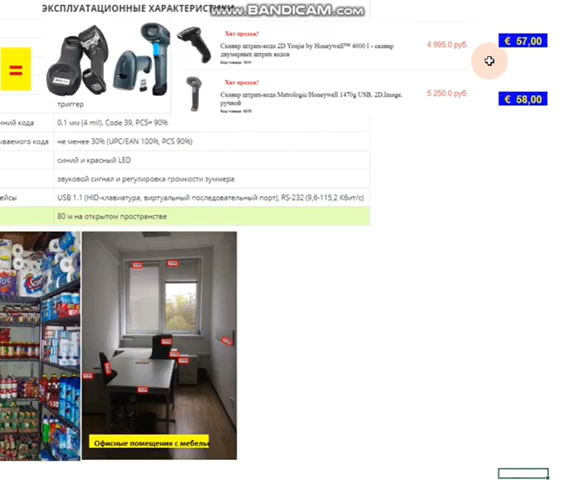 ЭКСПЛУАТАЦИОННЫЕ ХАРАКТЕРИСТИКИ
www.BANDICAM.com
=
Хит продаж!
Сканер штрих-кода 2D Youjie by Honeywell™ 4600 I - сканер
двумерных штрих кодов
4 995.0 руб.
€ 57,00
Хит продаж!
Сканер штрих-кода Metrologic/Honeywell 1470g USB, 2D,Image,
ручной
5 250.0 руб.
€ 58,00
триггер
кода
0.1 мм (4 mil). Code 39, PCS= 90%
кода
не менее 30% (UPC/EAN 100%, PCS 90%)
синий и красный LED
звуковой сигнал и регулировка громкости зуммера
USB 1.1 (HID-клавиатура, виртуальный последовательный порт), RS-232 (9,6-115,2 Кбит/с)
80 м на открытом пространстве
Офисные помещения с мебелью